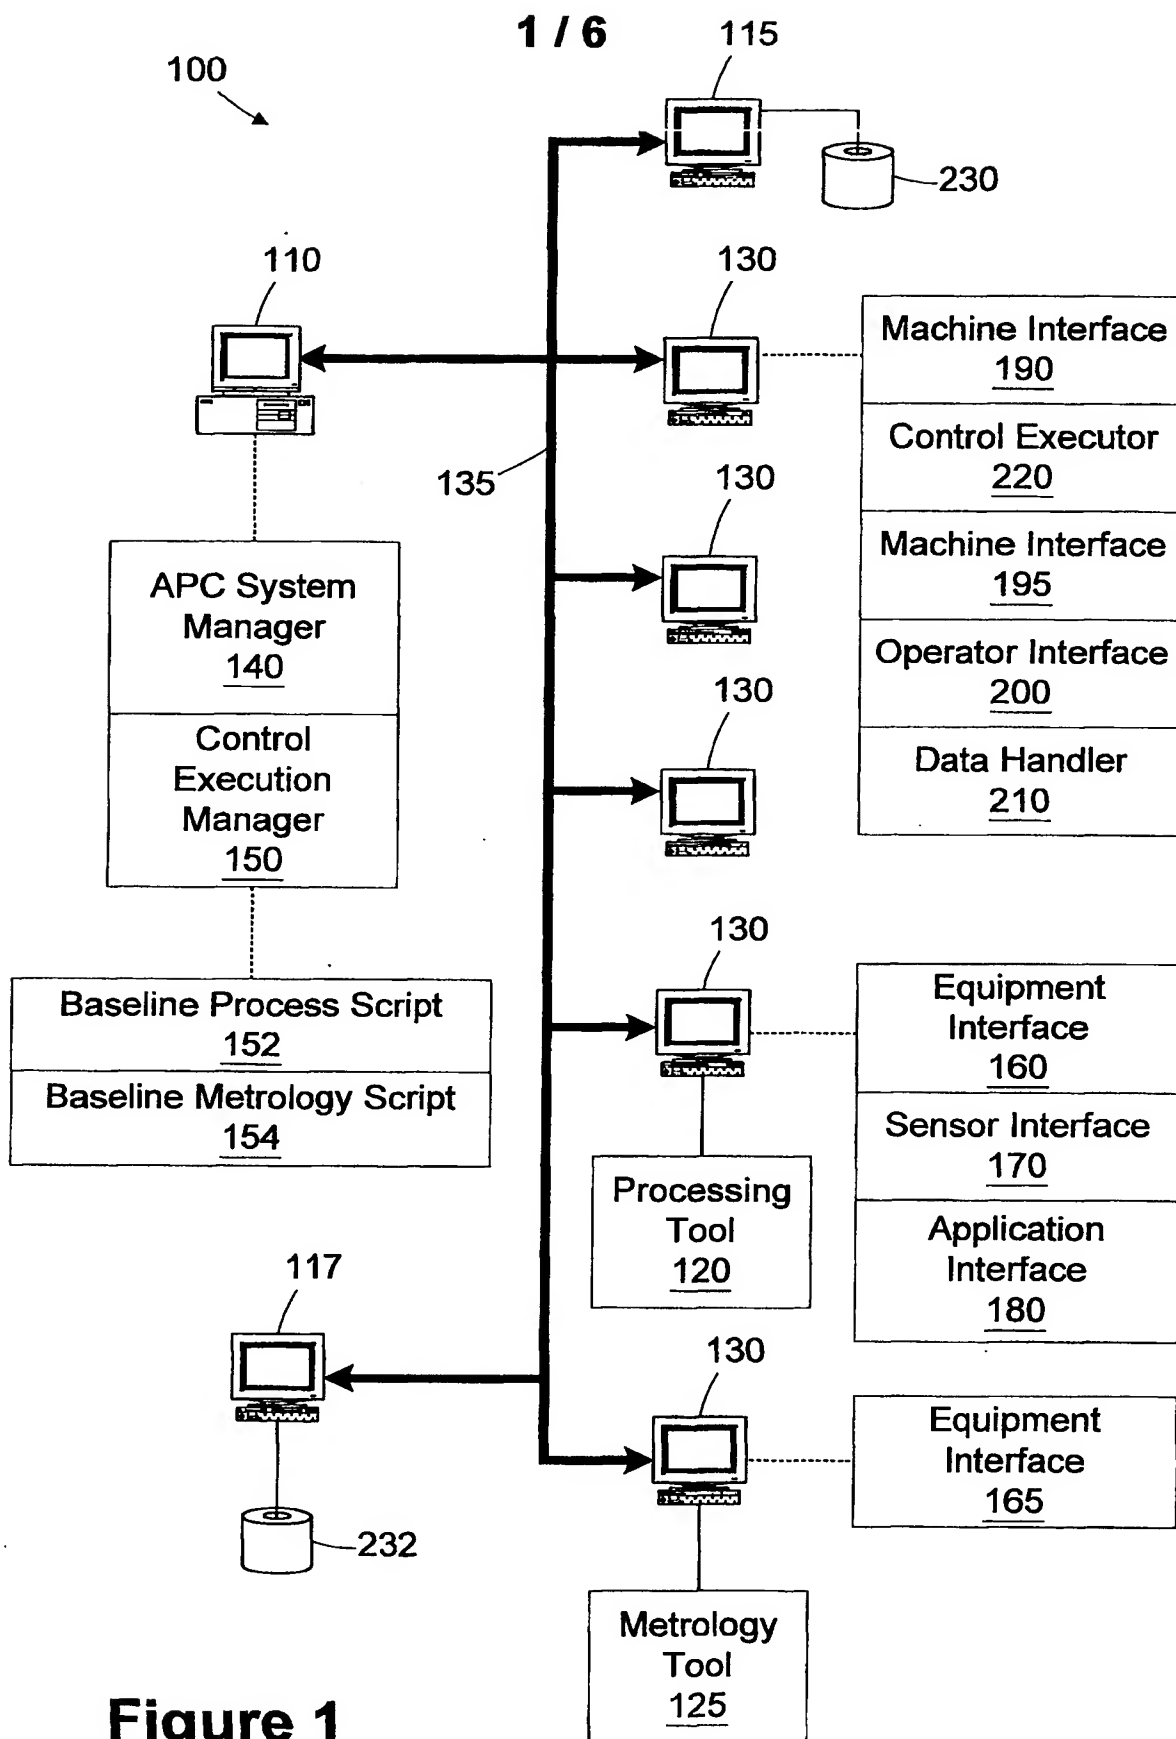 1 / 6
100
115
230
110
130
Machine Interface
190
Control Executor
220
135
130
Machine Interface
195
APC System
Manager
140
Operator Interface
200
130
Control
Execution
Manager
150
Data Handler
210
130
Baseline Process Script
152
Baseline Metrology Script
154
Equipment
Interface
160
Sensor Interface
170
Processing
Tool
120
Application
Interface
180
117
130
Equipment
Interface
165
232
Metrology
Tool
125
Figure 1